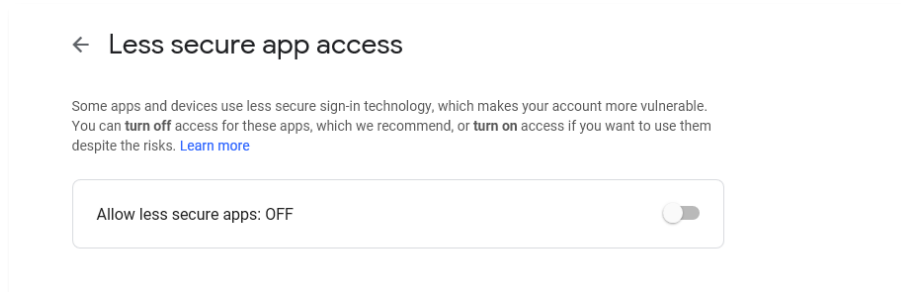 Less secure app access
Some apps and devices use less secure sign-in technology, which makes your account more vulnerable.
You can turn off access for these apps, which we recommend, or turn on access if you want to use them
despite the risks. Learn more
Allow less secure apps: OFF